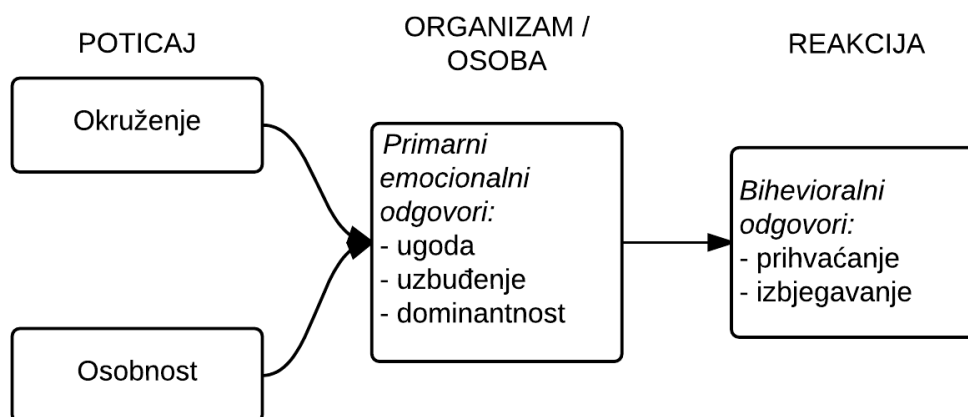 POTICAJ
ORGANIZAM /
OSOBA
REAKCIJA
Okruženje
Osobnost
Primarni
emocionalni
odgovori:
- ugoda
- uzbuđenje
- dominantnost
Bihevioralni
odgovori:
- prihvaćanje
- izbjegavanje